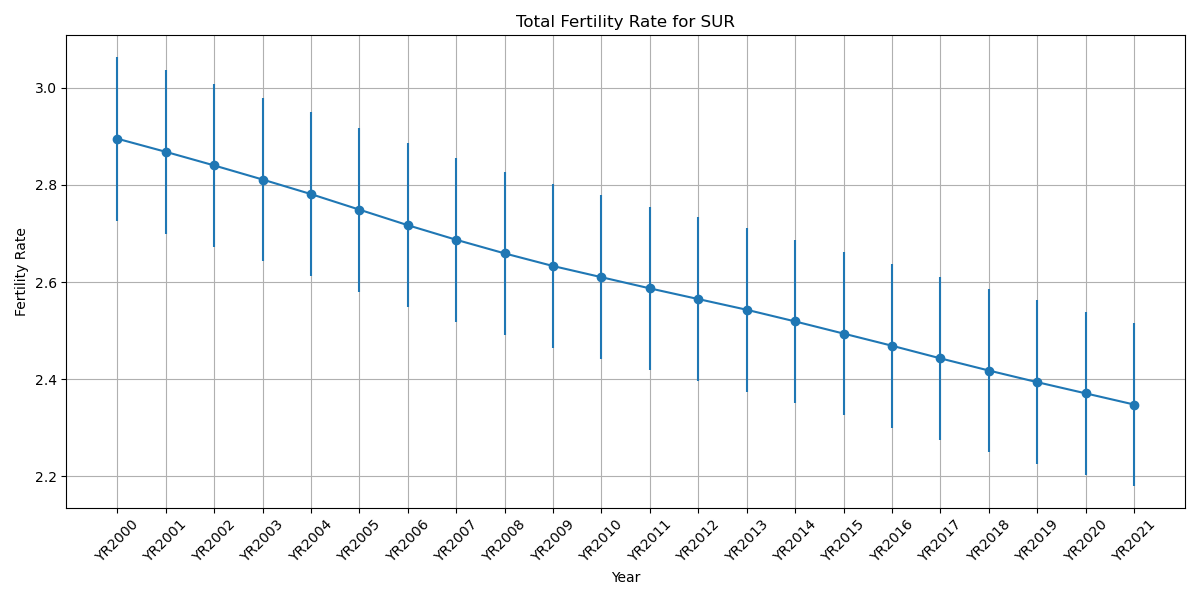 Total Fertility Rate for SUR
3.0
2.8
2.6
2.4
2.2
Fertility Rate
YR2000 YR2001 YR2002 YR2003 YR2004 YR2005 YR2006 YR2007 YR2008 YR2009 YR2010 YR2011 YR2012 YR2013 YR2014 YR2015 YR2016 YR2017 YR2018 YR2019 YR2020 YR2021
Year